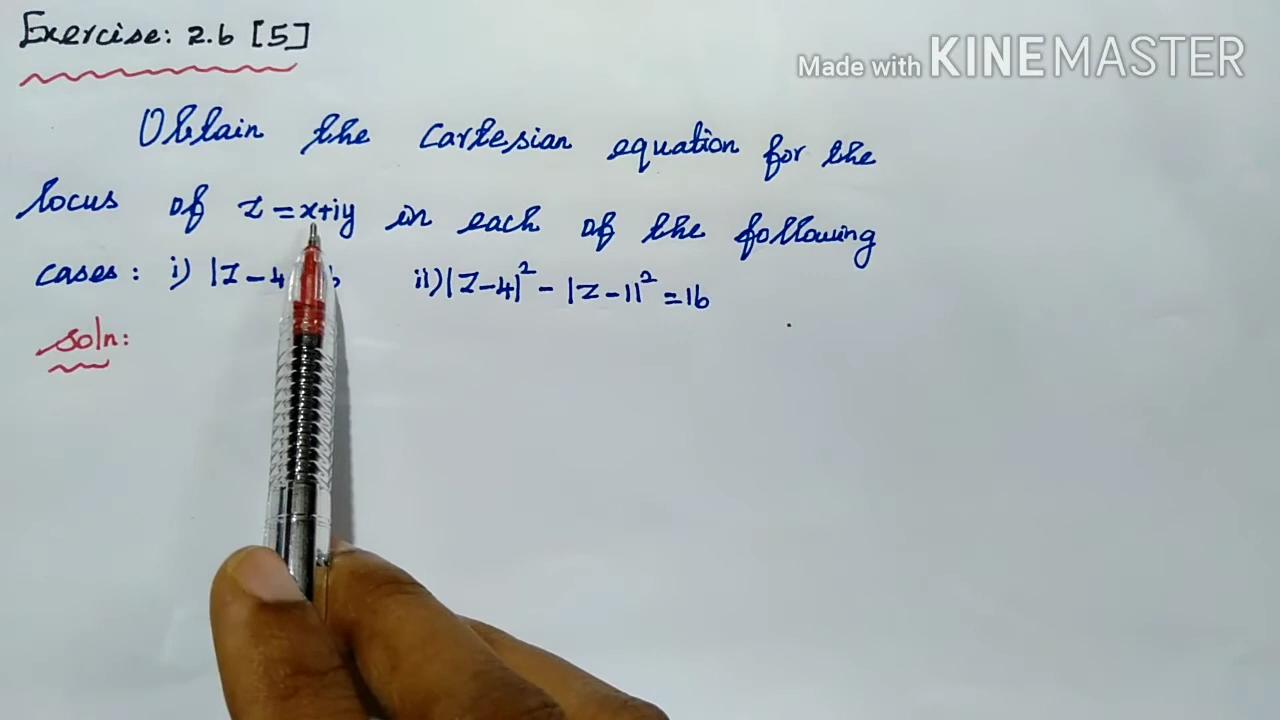 Exercise: 2.6 [5]
Made with KINEMASTER
Obtain the cartesian equation for the
locus of z = x+iy in each of the following
cases: i) |z-4 ii) |z-4|² - |z-1|² = 16
soln: